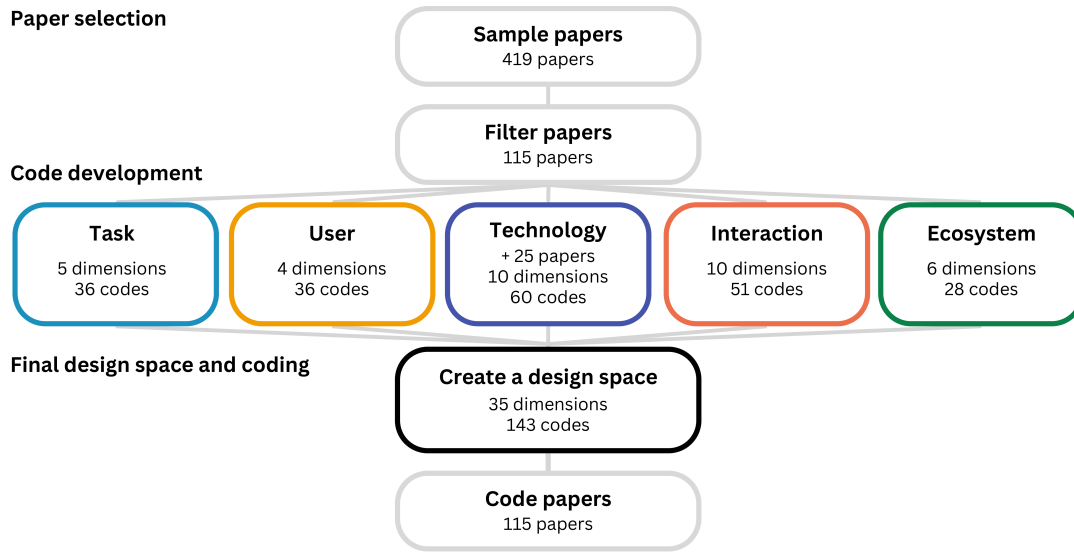 Paper selection
Sample papers
419 papers
Filter papers
115 papers
Code development
Task
5 dimensions
36 codes
User
4 dimensions
36 codes
Technology
+ 25 papers
10 dimensions
60 codes
Interaction
10 dimensions
51 codes
Ecosystem
6 dimensions
28 codes
Final design space and coding
Create a design space
35 dimensions
143 codes
Code papers
115 papers